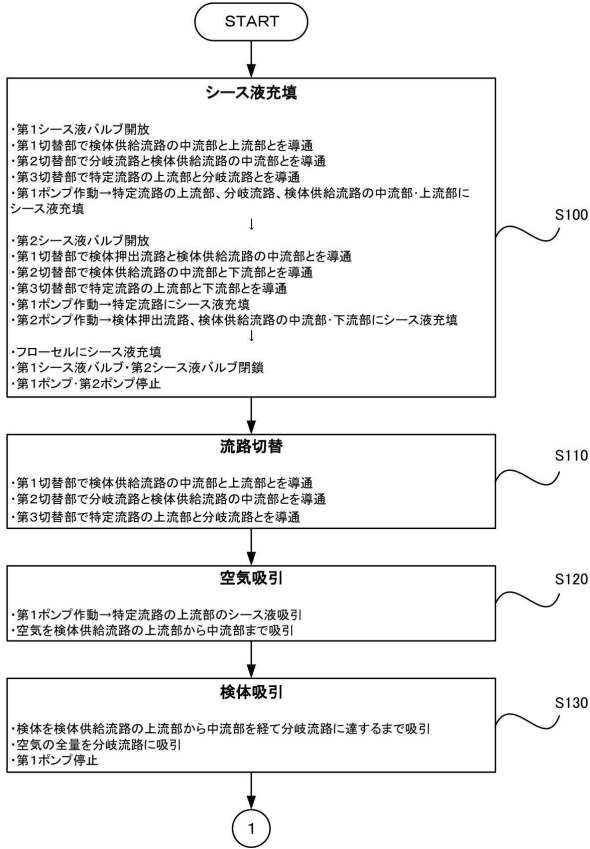 START
シース液充填
・第1シース液バルブ開放
・第1切替部で検体供給流路の中流部と上流部とを導通
・第2切替部で分岐流路と検体供給流路の中流部とを導通
・第3切替部で特定流路の上流部と分岐流路とを導通
・第1ポンプ作動→特定流路の上流部、分岐流路、検体供給流路の中流部・上流部に
シース液充填
↓
・第2シース液バルブ開放
・第1切替部で検体押出流路と検体供給流路の中流部とを導通
・第2切替部で検体供給流路の中流部と下流部とを導通
・第3切替部で特定流路の上流部と下流部とを導通
・第1ポンプ作動→特定流路にシース液充填
・第2ポンプ作動→検体押出流路、検体供給流路の中流部・下流部にシース液充填
↓
・フローセルにシース液充填
・第1シース液バルブ・第2シース液バルブ閉鎖
・第1ポンプ・第2ポンプ停止
S100
流路切替
・第1切替部で検体供給流路の中流部と上流部とを導通
・第2切替部で分岐流路と検体供給流路の中流部とを導通
・第3切替部で特定流路の上流部と分岐流路とを導通
S110
空気吸引
・第1ポンプ作動→特定流路の上流部のシース液吸引
・空気を検体供給流路の上流部から中流部まで吸引
S120
検体吸引
・検体を検体供給流路の上流部から中流部を経て分岐流路に達するまで吸引
・空気の全量を分岐流路に吸引
・第1ポンプ停止
S130
1